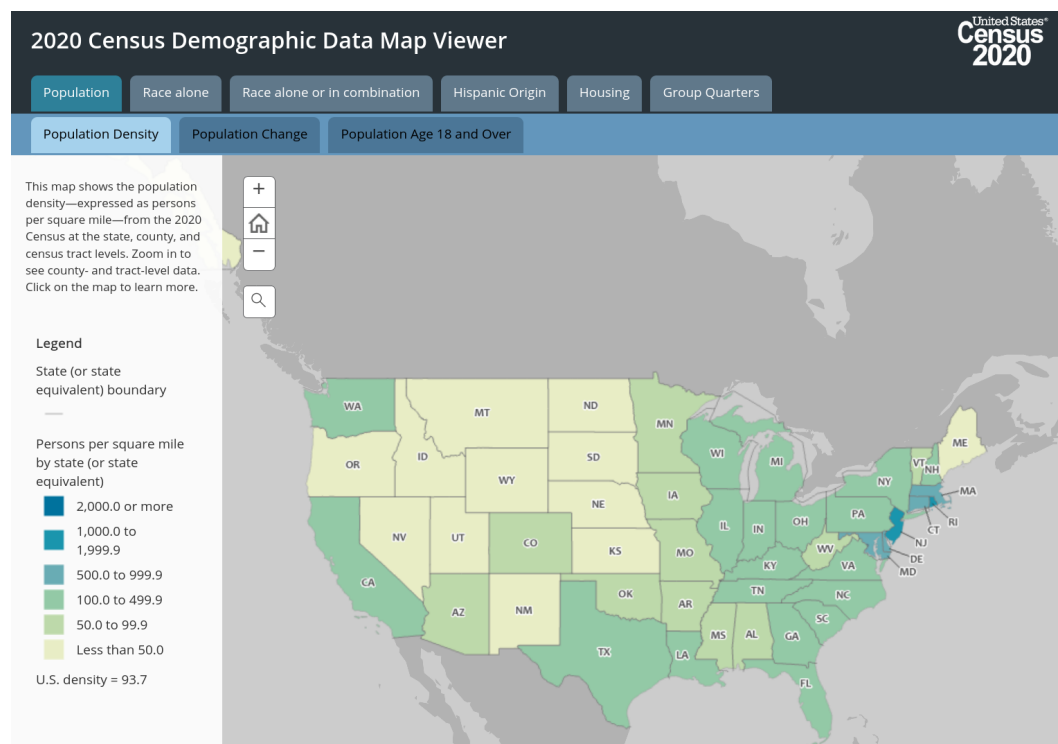 2020 Census Demographic Data Map Viewer
United States®
Census
2020
Population
Race alone
Race alone or in combination
Hispanic Origin
Housing
Group Quarters
Population Density
Population Change
Population Age 18 and Over
This map shows the population
density—expressed as persons
per square mile—from the 2020
Census at the state, county, and
census tract levels. Zoom in to
see county- and tract-level data.
Click on the map to learn more.
+
−
Legend
State (or state
equivalent) boundary
Persons per square mile
by state (or state
equivalent)
2,000.0 or more
1,000.0 to
1,999.9
500.0 to 999.9
100.0 to 499.9
50.0 to 99.9
Less than 50.0
U.S. density = 93.7
WA
MT
ND
MN
OR
ID
SD
WI
MI
ME
VT
NH
WY
NY
MA
IA
NE
PA
RI
CT
NV
UT
CO
IL
IN
OH
NJ
KS
MO
WV
DE
MD
CA
KY
VA
TN
NC
AZ
NM
OK
AR
SC
MS
AL
GA
TX
LA
FL